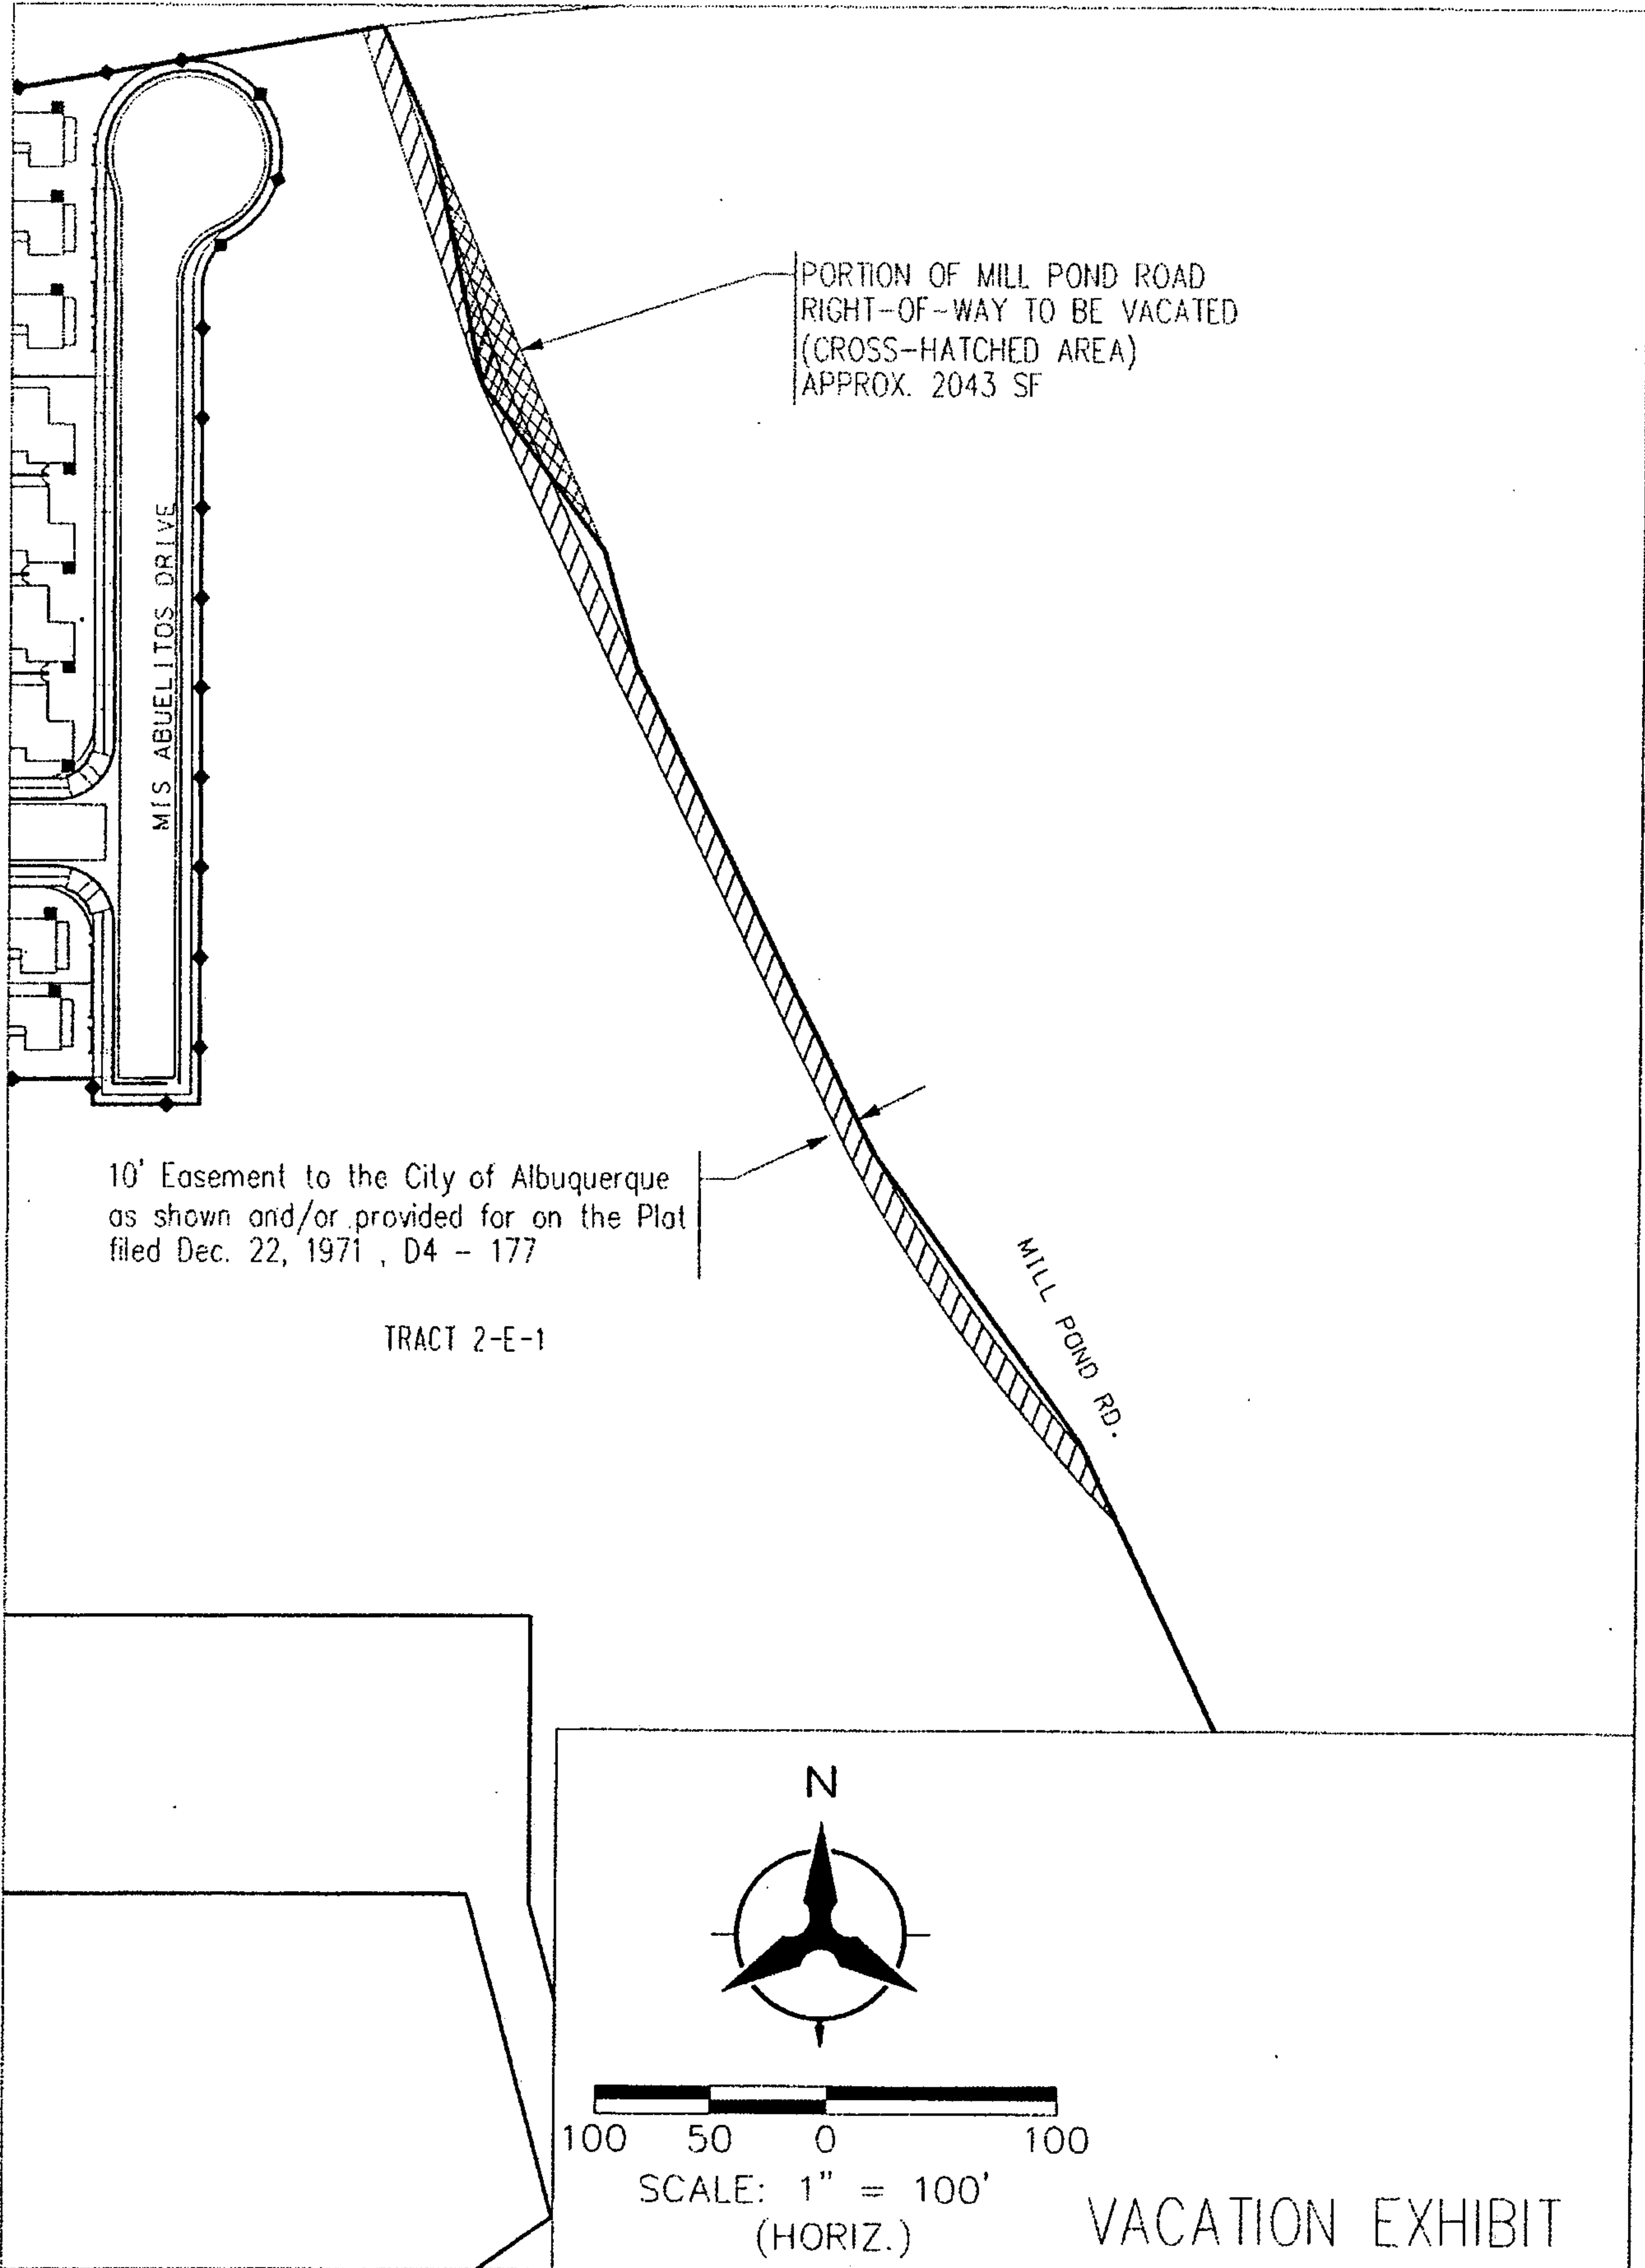 PORTION OF MILL POND ROAD
RIGHT-OF-WAY TO BE VACATED
(CROSS-HATCHED AREA)
APPROX. 2043 SF
MIS ABUELITOS DRIVE
10' Easement to the City of Albuquerque
as shown and/or provided for on the Plat
filed Dec. 22, 1971 , D4 - 177
TRACT 2-E-1
MILL POND RD.
N
100 50 0 100
SCALE: 1" = 100'
(HORIZ.)
VACATION EXHIBIT